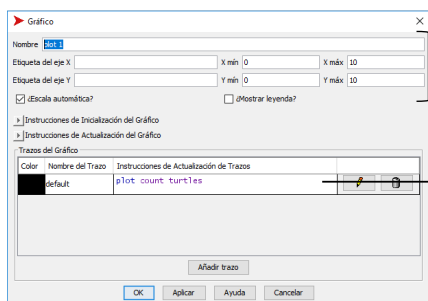 Gráfico
Nombre plot 1
Etiqueta del eje X X mín 0 X máx 10
Etiqueta del eje Y Y mín 0 Y máx 10
¿Escala automática? ¿Mostrar leyenda?
Instrucciones de Inicialización del Gráfico
Instrucciones de Actualización del Gráfico
Trazos del Gráfico
Color Nombre del Trazo Instrucciones de Actualización de Trazos
default plot count turtles
Añadir trazo
OK Aplicar Ayuda Cancelar